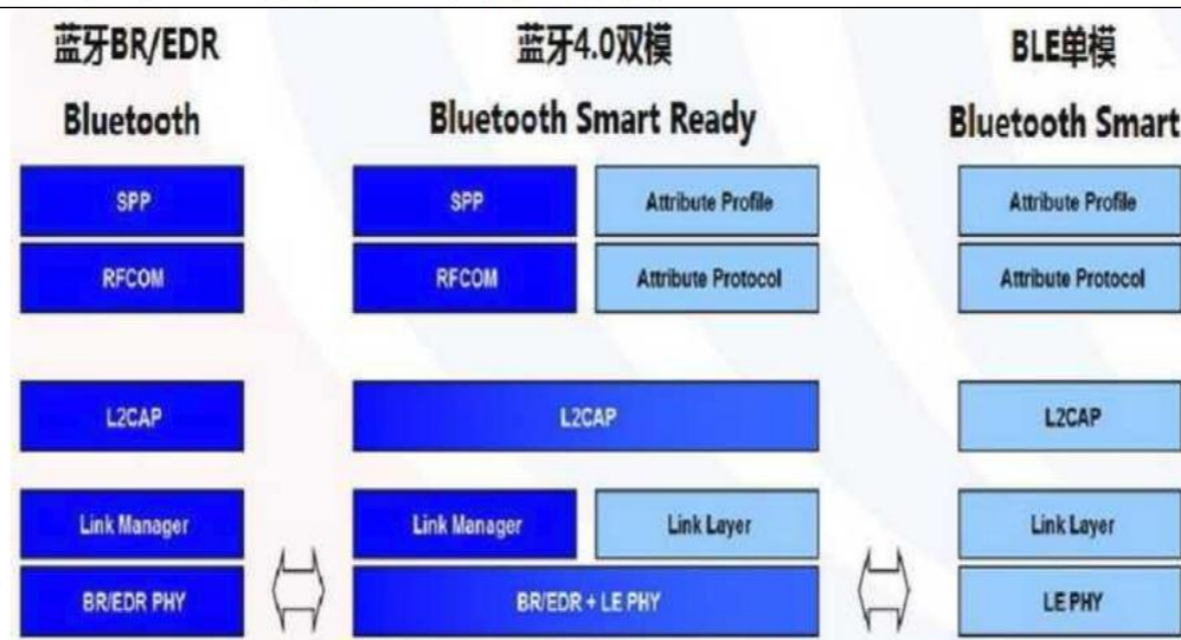 蓝牙BR/EDR
蓝牙4.0双模
BLE单模
Bluetooth
Bluetooth Smart Ready
Bluetooth Smart
SPP
SPP
Attribute Profile
Attribute Profile
RFCOM
RFCOM
Attribute Protocol
Attribute Protocol
L2CAP
L2CAP
L2CAP
Link Manager
Link Manager
Link Layer
Link Layer
BR/EDR PHY
BR/EDR + LE PHY
LE PHY